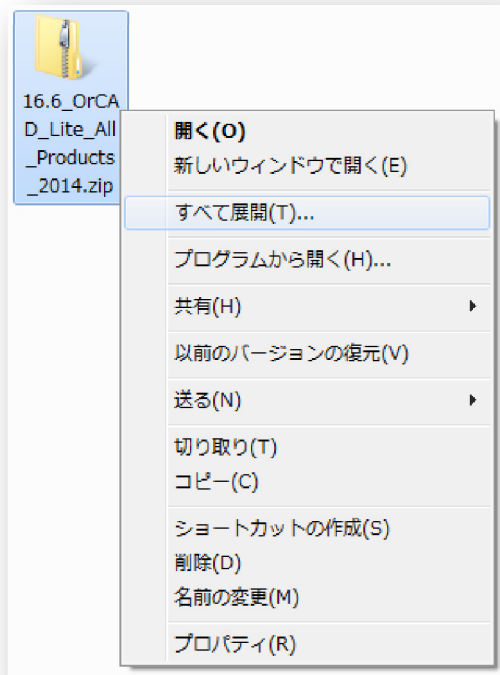 16.6_OrCA
D_Lite_All
_Products
_2014.zip
開く(O)
新しいウィンドウで開く(E)
すべて展開(T)...
プログラムから開く(H)...
共有(H)
以前のバージョンの復元(V)
送る(N)
切り取り(T)
コピー(C)
ショートカットの作成(S)
削除(D)
名前の変更(M)
プロパティ(R)